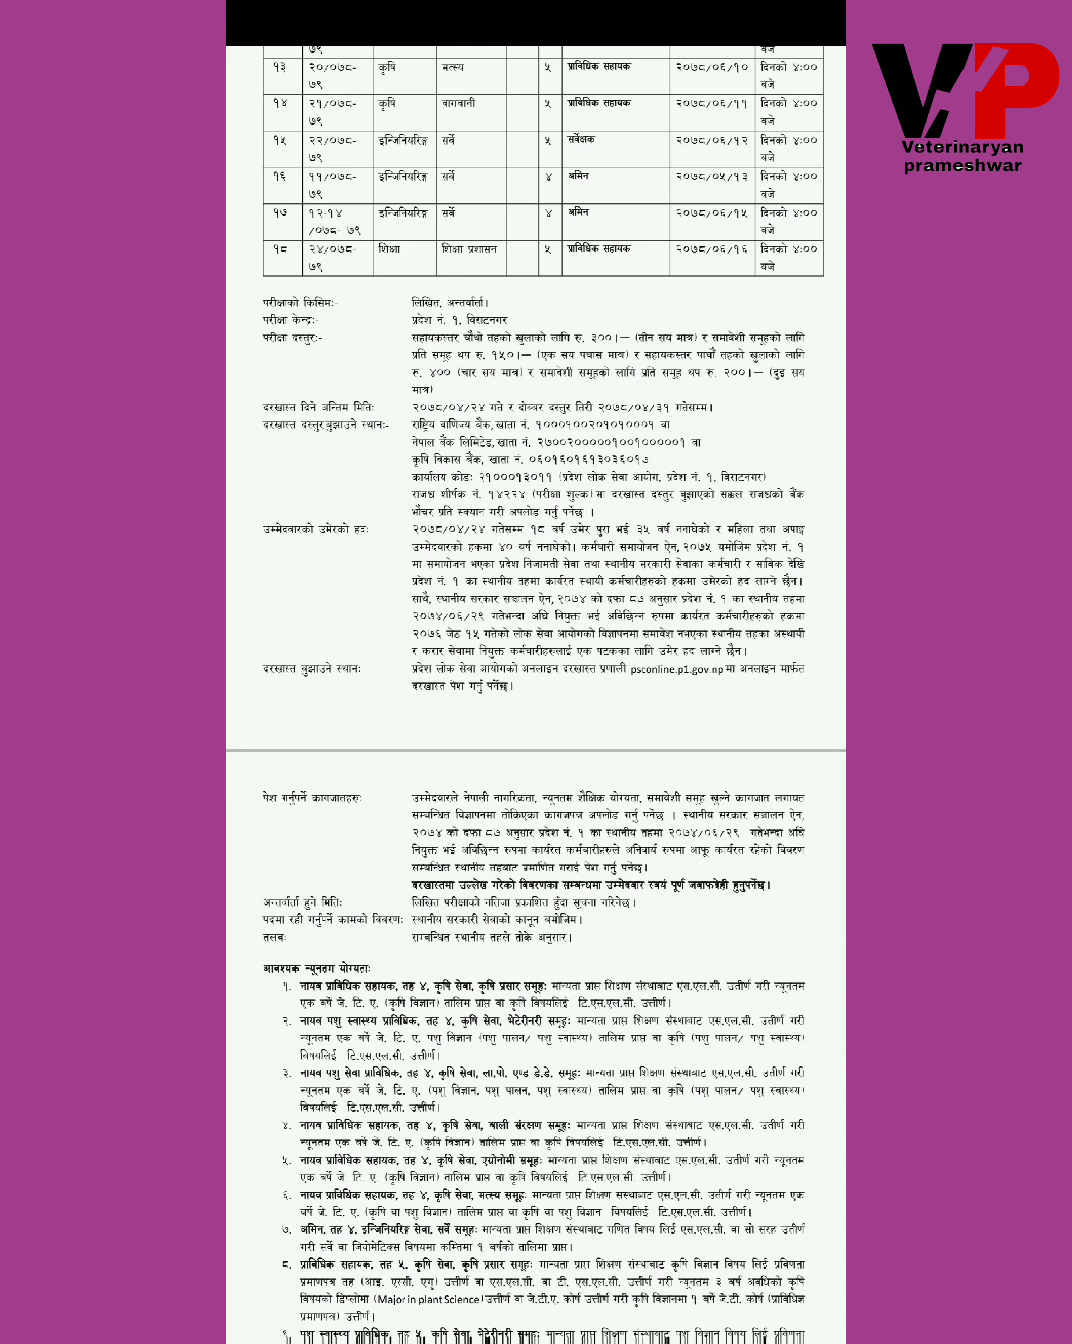 ७९ बजे
१३ २०/०७८- कृषि मत्स्य ५ प्राविधिक सहायक २०७८/०६/१० दिनको ४:००
७९ बजे
१४ २१/०७८- कृषि बागवानी ५ प्राविधिक सहायक २०७८/०६/११ दिनको ४:००
७९ बजे
१५ २२/०७८- इन्जिनियरिङ्ग सर्वे ५ सर्वेक्षक २०७८/०६/१२ दिनको ४:००
७९ बजे
१६ ११/०७८- इन्जिनियरिङ्ग सर्वे ४ अमिन २०७८/०५/१३ दिनको ४:००
७९ बजे
१७ १२-१४ इन्जिनियरिङ्ग सर्वे ४ अमिन २०७८/०६/१५ दिनको ४:००
/०७८- ७९ बजे
१८ २४/०७८- शिक्षा शिक्षा प्रशासन ५ प्राविधिक सहायक २०७८/०६/१६ दिनको ४:००
७९ बजे
Veterinaryan
prameshwar
परीक्षाको किसिमः- लिखित, अन्तर्वार्ता।
परीक्षा केन्द्रः- प्रदेश नं. १, विराटनगर
परीक्षा दस्तुरः- सहायकस्तर चौथो तहको खुलाको लागि रु. ३००।— (तीन सय मात्र) र समावेशी समूहको लागि
प्रति समूह थप रु. १५०।— (एक सय पचास मात्र) र सहायकस्तर पाचौं तहको खुलाको लागि
रु. ४०० (चार सय मात्र) र समावेशी समूहको लागि प्रति समूह थप रु. २००।— (दुइ सय
मात्र)
दरखास्त दिने अन्तिम मितिः २०७८/०४/२४ गते र दोब्बर दस्तुर तिरी २०७८/०४/३१ गतेसम्म।
दरखास्त दस्तुर बुझाउने स्थानः- राष्ट्रिय वाणिज्य बैंक, खाता नं. १०००१००२०१०१०००१ वा
नेपाल बैंक लिमिटेड, खाता नं. २७००२०००००१००१०००००१ वा
कृषि विकास बैंक, खाता नं. ०६०१६०१६१३०३६०१७
कार्यालय कोडः २१०००१३०११ (प्रदेश लोक सेवा आयोग, प्रदेश नं. १, विराटनगर)
राजश्व शीर्षक नं. १४२२४ (परीक्षा शुल्क) मा दरखास्त दस्तुर बुझाएको सक्कल राजश्वको बैंक
भौचर प्रति स्क्यान गरी अपलोड गर्नु पर्नेछ ।
उम्मेदवारको उमेरको हदः २०७८/०४/२४ गतेसम्म १८ वर्ष उमेर पुरा भई ३५ वर्ष ननाघेको र महिला तथा अपाङ्ग
उम्मेदवारको हकमा ४० वर्ष ननाघेको। कर्मचारी समायोजन ऐन, २०७५ बमोजिम प्रदेश नं. १
मा समायोजन भएका प्रदेश निजामती सेवा तथा स्थानीय सरकारी सेवाका कर्मचारी र साविक देखि
प्रदेश नं. १ का स्थानीय तहमा कार्यरत स्थायी कर्मचारीहरुको हकमा उमेरको हद लाग्ने छैन।
साथै, स्थानीय सरकार सञ्चालन ऐन, २०७४ को दफा ८७ अनुसार प्रदेश नं. १ का स्थानीय तहमा
२०७४/०६/२९ गतेभन्दा अघि नियुक्त भई अविछिन्न रुपमा कार्यरत कर्मचारीहरुको हकमा
२०७६ जेठ १५ गतेको लोक सेवा आयोगको विज्ञापनमा समावेश नभएका स्थानीय तहका अस्थायी
र करार सेवामा नियुक्त कर्मचारीहरुलाई एक पटकका लागि उमेर हद लाग्ने छैन।
दरखास्त बुझाउने स्थानः प्रदेश लोक सेवा आयोगको अनलाइन दरखास्त प्रणाली psconline.p1.gov.np मा अनलाइन मार्फत
दरखास्त पेश गर्नु पर्नेछ।
पेश गर्नुपर्ने कागजातहरुः उम्मेदवारले नेपाली नागरिकता, न्यूनतम शैक्षिक योग्यता, समावेशी समूह खुल्ने कागजात लगायत
सम्बन्धित विज्ञापनमा तोकिएका कागजपत्र अपलोड गर्नु पर्नेछ । स्थानीय सरकार सञ्चालन ऐन,
२०७४ को दफा ८७ अनुसार प्रदेश नं. १ का स्थानीय तहमा २०७४/०६/२९ गतेभन्दा अघि
नियुक्त भई अविछिन्न रुपमा कार्यरत कर्मचारीहरुले अनिवार्य रुपमा आफू कार्यरत रहेको विवरण
सम्बन्धित स्थानीय तहबाट प्रमाणित गराई पेश गर्नु पर्नेछ।
दरखास्तमा उल्लेख गरेको विवरणका सम्बन्धमा उम्मेदवार स्वयं पूर्ण जवाफदेही हुनुपर्नेछ।
अन्तर्वार्ता हुने मितिः लिखित परीक्षाको नतिजा प्रकाशित हुँदा सूचना गरिनेछ।
पदमा रही गर्नुपर्ने कामको विवरणः स्थानीय सरकारी सेवाको कानून बमोजिम।
तलबः सम्बन्धित स्थानीय तहले तोके अनुसार।
आवश्यक न्यूनतम योग्यताः
१. नायब प्राविधिक सहायक, तह ४, कृषि सेवा, कृषि प्रसार समूहः मान्यता प्राप्त शिक्षण संस्थाबाट एस.एल.सी. उतीर्ण गरी न्यूनतम
एक वर्षे जे. टि. ए. (कृषि विज्ञान) तालिम प्राप्त वा कृषि विषयलिई टि.एस.एल.सी. उत्तीर्ण।
२. नायब पशु स्वास्थ्य प्राविधिक, तह ४, कृषि सेवा, भेटेरीनरी समूहः मान्यता प्राप्त शिक्षण संस्थाबाट एस.एल.सी. उतीर्ण गरी
न्यूनतम एक वर्षे जे. टि. ए. पशु विज्ञान (पशु पालन/ पशु स्वास्थ्य) तालिम प्राप्त वा कृषि (पशु पालन/ पशु स्वास्थ्य)
विषयलिई टि.एस.एल.सी. उत्तीर्ण।
३. नायब पशु सेवा प्राविधिक, तह ४, कृषि सेवा, ला.पो. एण्ड डे.डे. समूहः मान्यता प्राप्त शिक्षण संस्थाबाट एस.एल.सी. उतीर्ण गरी
न्यूनतम एक वर्षे जे. टि. ए. (पशु विज्ञान, पशु पालन, पशु स्वास्थ्य) तालिम प्राप्त वा कृषि (पशु पालन/ पशु स्वास्थ्य)
विषयलिई टि.एस.एल.सी. उत्तीर्ण।
४. नायब प्राविधिक सहायक, तह ४, कृषि सेवा, बाली संरक्षण समूहः मान्यता प्राप्त शिक्षण संस्थाबाट एस.एल.सी. उतीर्ण गरी
न्यूनतम एक वर्षे जे. टि. ए. (कृषि विज्ञान) तालिम प्राप्त वा कृषि विषयलिई टि.एस.एल.सी. उत्तीर्ण।
५. नायब प्राविधिक सहायक, तह ४, कृषि सेवा, एग्रोनोमी समूहः मान्यता प्राप्त शिक्षण संस्थाबाट एस.एल.सी. उतीर्ण गरी न्यूनतम
एक वर्षे जे. टि. ए. (कृषि विज्ञान) तालिम प्राप्त वा कृषि विषयलिई टि.एस.एल.सी. उत्तीर्ण।
६. नायब प्राविधिक सहायक, तह ४, कृषि सेवा, मत्स्य समूहः मान्यता प्राप्त शिक्षण संस्थाबाट एस.एल.सी. उतीर्ण गरी न्यूनतम एक
वर्षे जे. टि. ए. (कृषि वा पशु विज्ञान) तालिम प्राप्त वा कृषि वा पशु विज्ञान विषयलिई टि.एस.एल.सी. उत्तीर्ण।
७. अमिन, तह ४, इन्जिनियरिङ्ग सेवा, सर्वे समूहः मान्यता प्राप्त शिक्षण संस्थाबाट गणित विषय लिई एस.एल.सी. वा सो सरह उतीर्ण
गरी सर्वे वा जियोमेटिक्स विषयमा कम्तिमा १ वर्षको तालिमा प्राप्त।
८. प्राविधिक सहायक, तह ५, कृषि सेवा, कृषि प्रसार समूहः मान्यता प्राप्त शिक्षण संस्थाबाट कृषि विज्ञान विषय लिई प्रविणता
प्रमाणपत्र तह (आइ. एस्सी. एग्) उत्तीर्ण वा एस.एल.सी. वा टी. एस.एल.सी. उत्तीर्ण गरी न्यूनतम ३ वर्ष अवधिको कृषि
विषयको डिप्लोमा (Major in plant Science) उत्तीर्ण वा जे.टी.ए. कोर्ष उत्तीर्ण गरी कृषि विज्ञानमा १ वर्षे जे.टी. कोर्ष (प्राविधिज्ञ
प्रमाणपत्र) उत्तीर्ण।
९. पशु स्वास्थ्य प्राविधिक, तह ५, कृषि सेवा, भेटेरीनरी समूहः मान्यता प्राप्त शिक्षण संस्थाबाट पशु विज्ञान विषय लिई प्रविणता